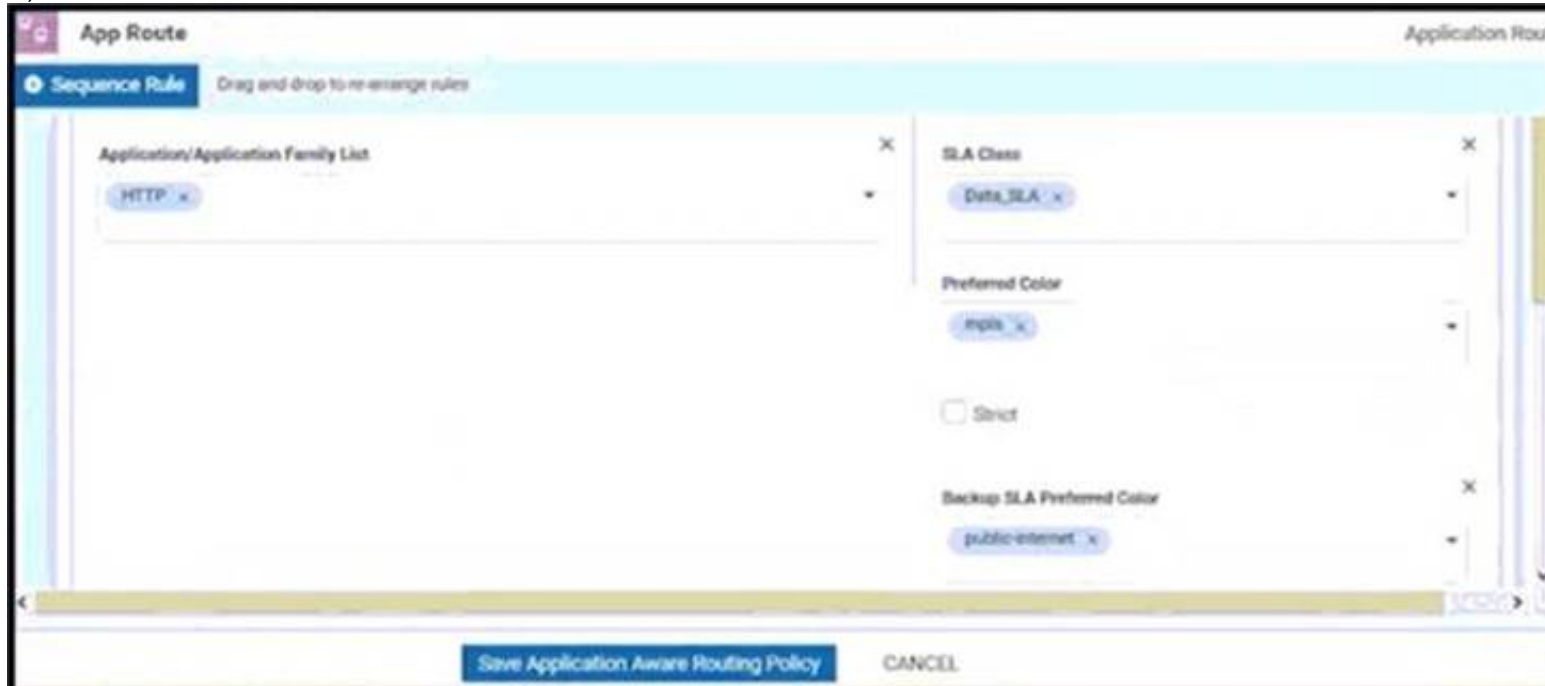 App Route
Application Rou
Sequence Rule
Drag and drop to re-arrange rules
Application/Application Family List
HTTP ×
SLA Class
Data_SLA ×
Preferred Color
mpls ×
Strict
Backup SLA Preferred Color
public-internet ×
Save Application Aware Routing Policy
CANCEL